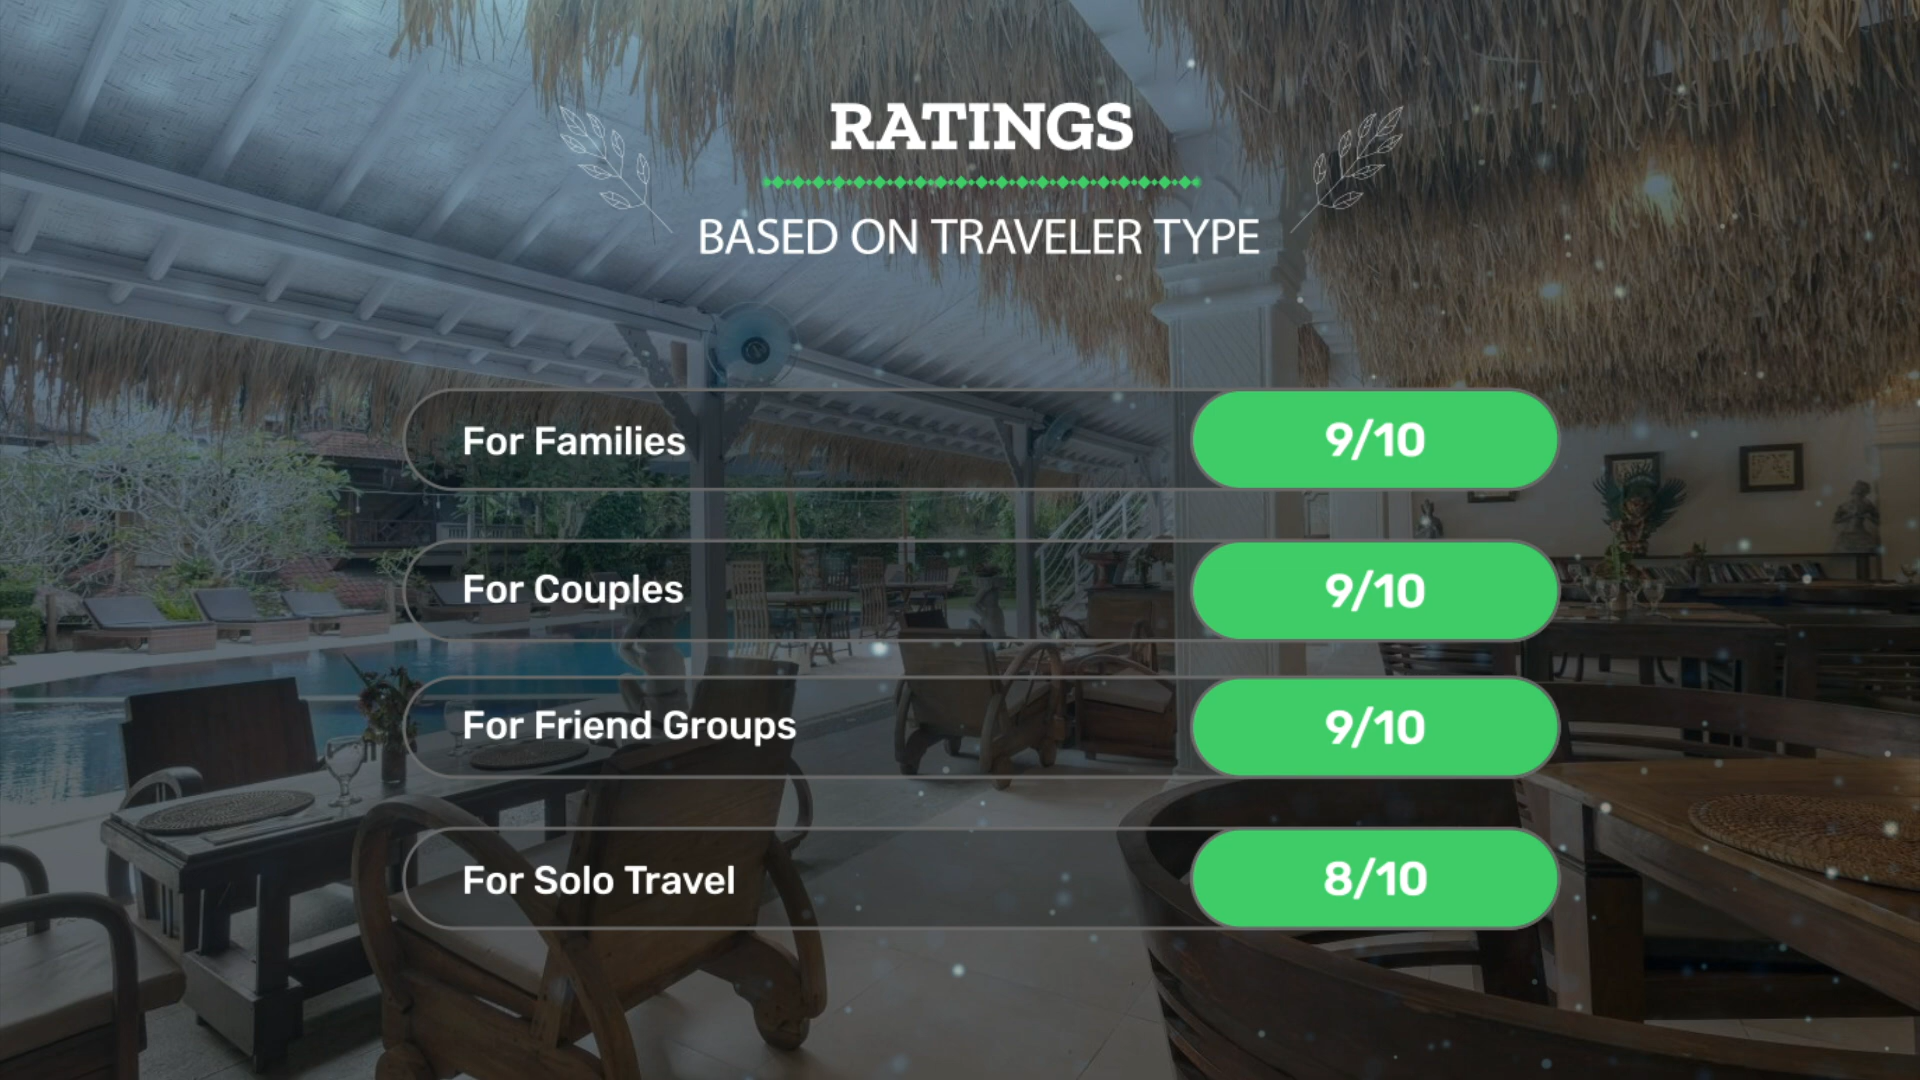 RATINGS
BASED ON TRAVELER TYPE
For Families 9/10
For Couples 9/10
For Friend Groups 9/10
For Solo Travel 8/10